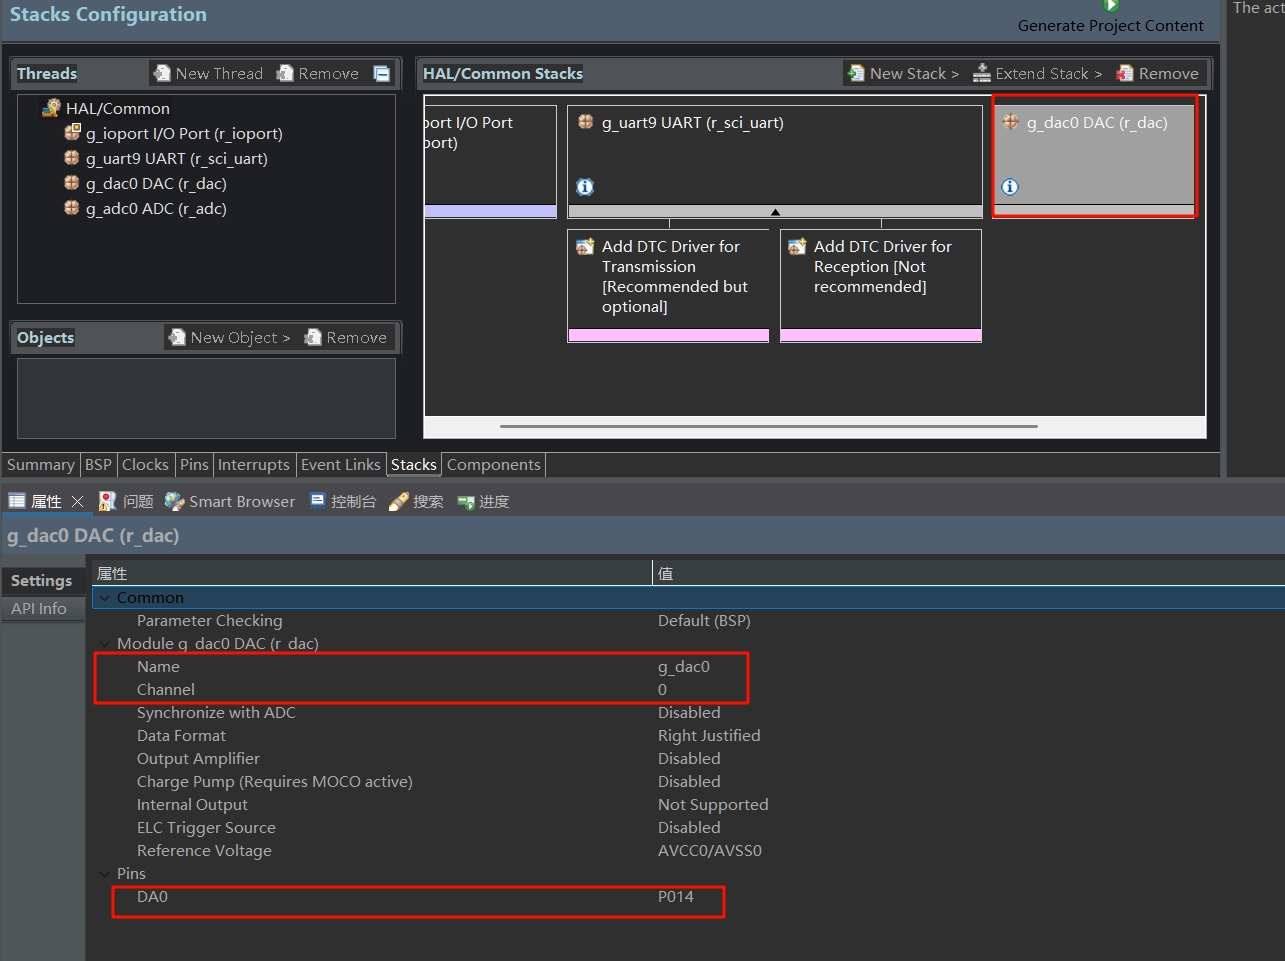 Stacks Configuration
Generate Project Content
The act
Threads
New Thread
Remove
HAL/Common
g_ioport I/O Port (r_ioport)
g_uart9 UART (r_sci_uart)
g_dac0 DAC (r_dac)
g_adc0 ADC (r_adc)
Objects
New Object >
Remove
HAL/Common Stacks
New Stack >
Extend Stack >
Remove
port I/O Port
port)
g_uart9 UART (r_sci_uart)
g_dac0 DAC (r_dac)
Add DTC Driver for
Transmission
[Recommended but
optional]
Add DTC Driver for
Reception [Not
recommended]
Summary
BSP
Clocks
Pins
Interrupts
Event Links
Stacks
Components
属性
问题
Smart Browser
控制台
搜索
进度
g_dac0 DAC (r_dac)
Settings
API Info
属性 值
Common
Parameter Checking Default (BSP)
Module g_dac0 DAC (r_dac)
Name g_dac0
Channel 0
Synchronize with ADC Disabled
Data Format Right Justified
Output Amplifier Disabled
Charge Pump (Requires MOCO active) Disabled
Internal Output Not Supported
ELC Trigger Source Disabled
Reference Voltage AVCC0/AVSS0
Pins
DA0 P014